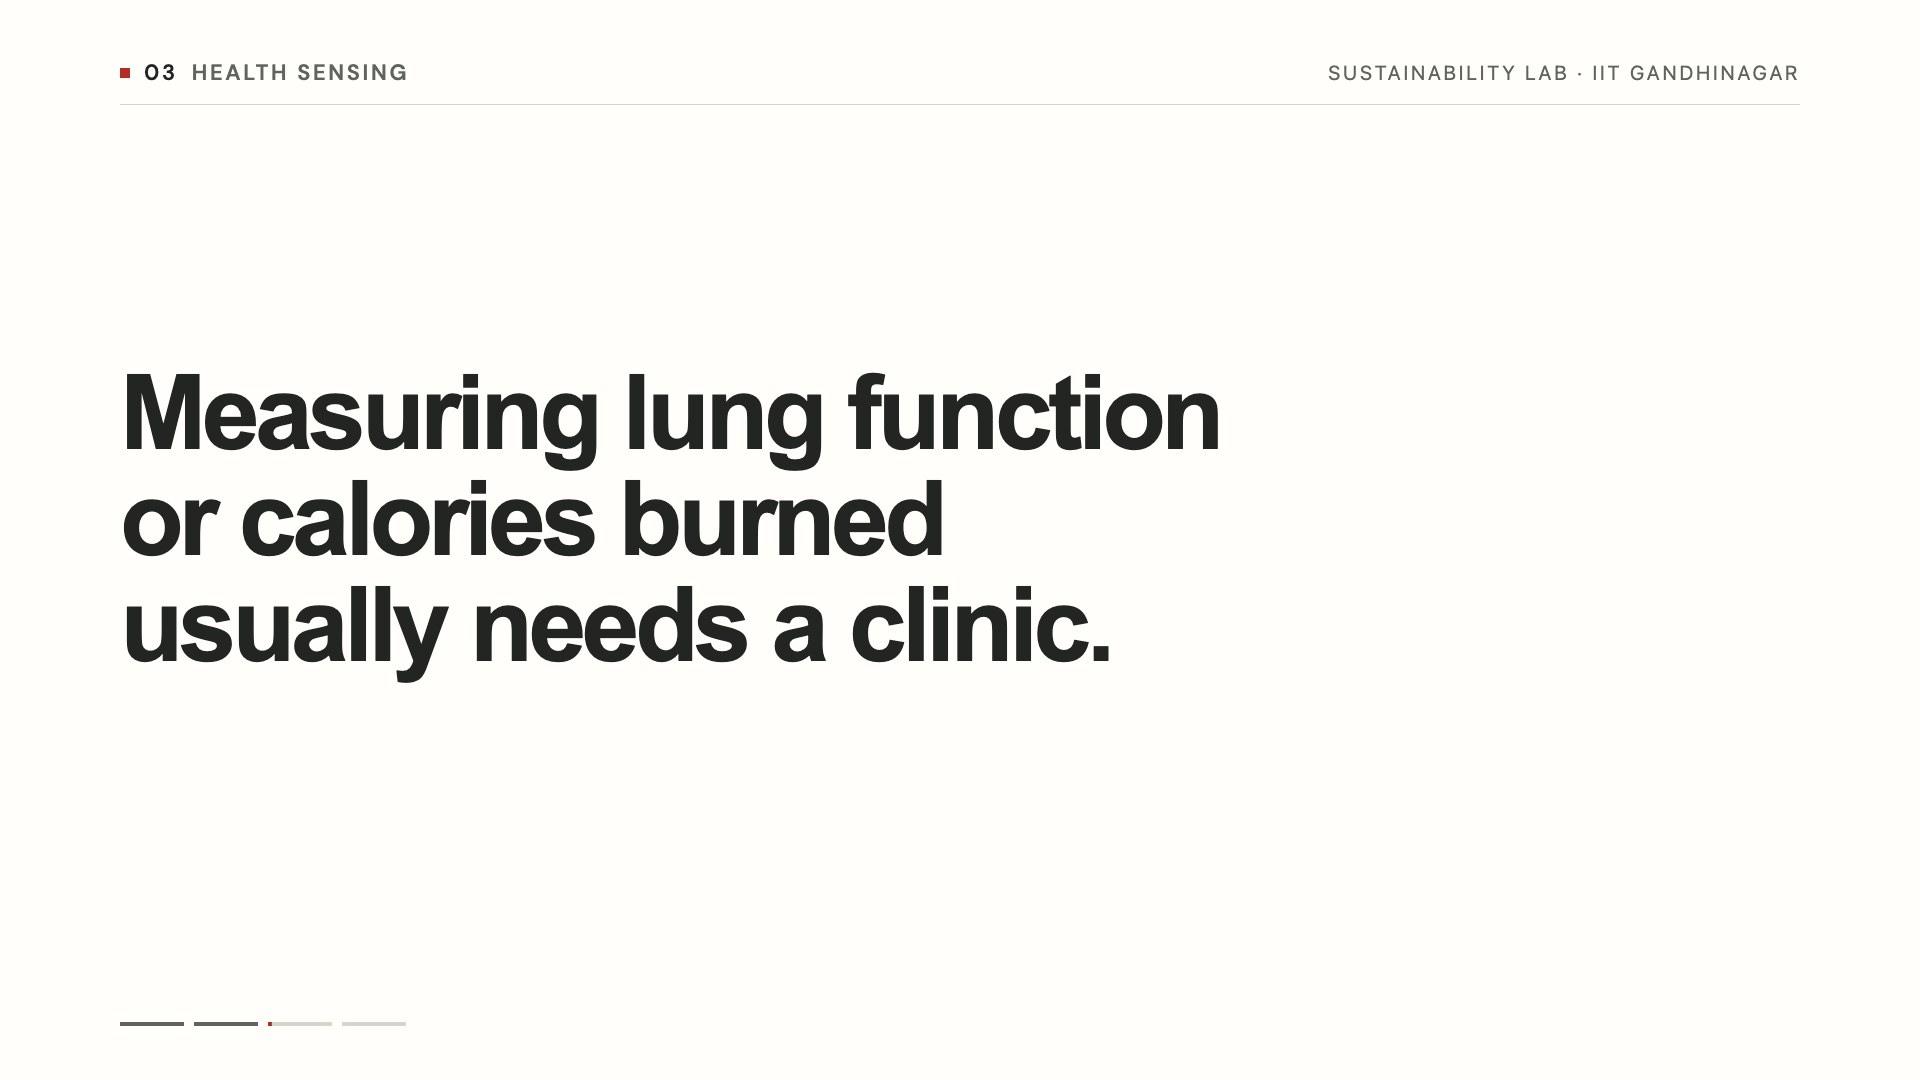 03 HEALTH SENSING
SUSTAINABILITY LAB · IIT GANDHINAGAR
Measuring lung function
or calories burned
usually needs a clinic.